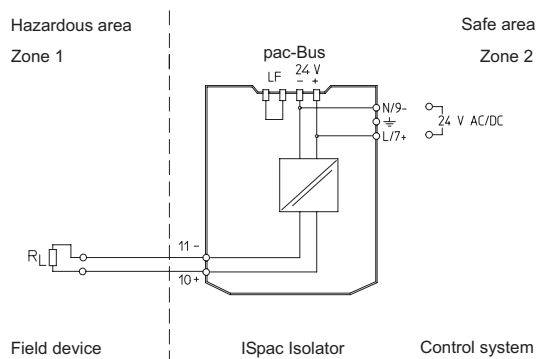 Hazardous area
Safe area
Zone 1
pac-Bus
Zone 2
LF
24 V
- +
N/9-
L/7+
24 V AC/DC
11 -
RL
10 +
Field device
ISpac Isolator
Control system